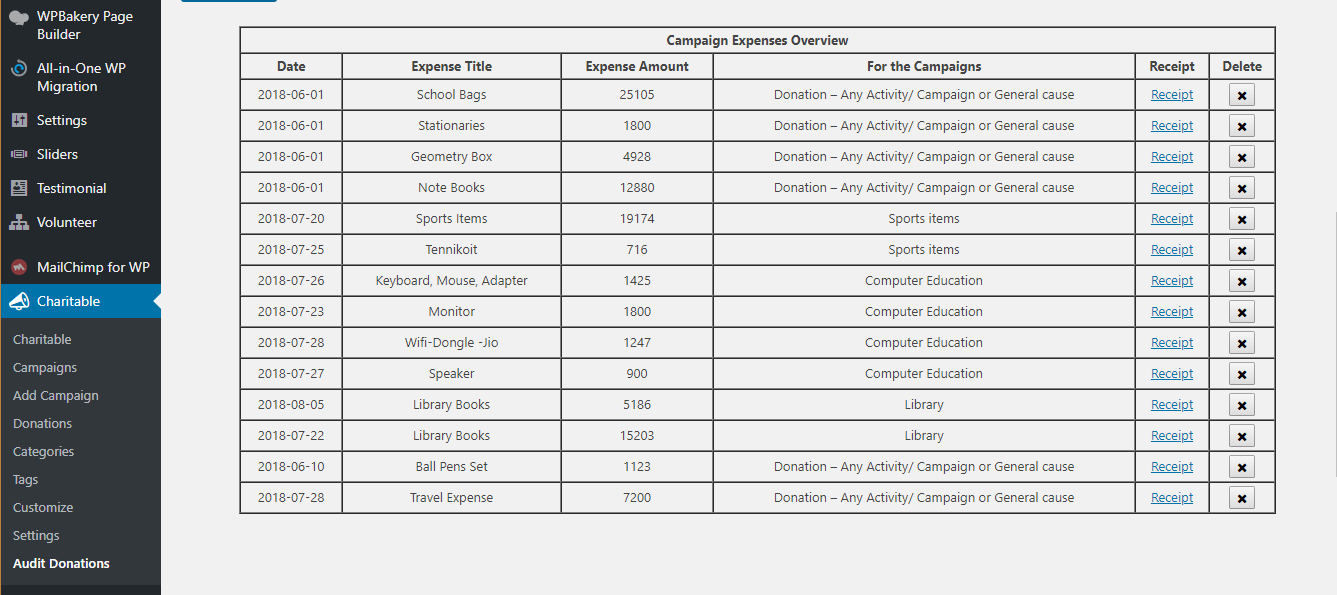 WPBakery Page
Builder
All-in-One WP
Migration
Settings
Sliders
Testimonial
Volunteer
MailChimp for WP
Charitable
Charitable
Campaigns
Add Campaign
Donations
Categories
Tags
Customize
Settings
Audit Donations
Campaign Expenses Overview
Date Expense Title Expense Amount For the Campaigns Receipt Delete
2018-06-01 School Bags 25105 Donation – Any Activity/ Campaign or General cause Receipt
2018-06-01 Stationaries 1800 Donation – Any Activity/ Campaign or General cause Receipt
2018-06-01 Geometry Box 4928 Donation – Any Activity/ Campaign or General cause Receipt
2018-06-01 Note Books 12880 Donation – Any Activity/ Campaign or General cause Receipt
2018-07-20 Sports Items 19174 Sports items Receipt
2018-07-25 Tennikoit 716 Sports items Receipt
2018-07-26 Keyboard, Mouse, Adapter 1425 Computer Education Receipt
2018-07-23 Monitor 1800 Computer Education Receipt
2018-07-28 Wifi-Dongle -Jio 1247 Computer Education Receipt
2018-07-27 Speaker 900 Computer Education Receipt
2018-08-05 Library Books 5186 Library Receipt
2018-07-22 Library Books 15203 Library Receipt
2018-06-10 Ball Pens Set 1123 Donation – Any Activity/ Campaign or General cause Receipt
2018-07-28 Travel Expense 7200 Donation – Any Activity/ Campaign or General cause Receipt